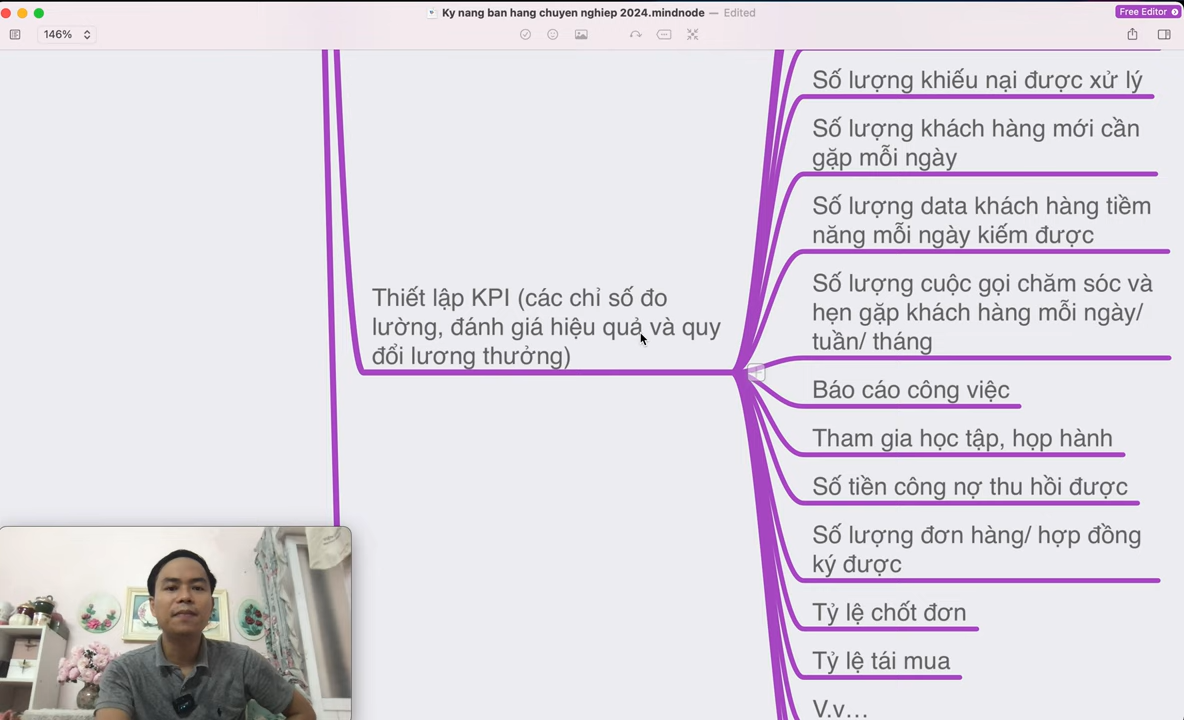 Ky nang ban hang chuyen nghiep 2024.mindnode — Edited
Free Editor
146%
Số lượng khiếu nại được xử lý
Số lượng khách hàng mới cần
gặp mỗi ngày
Số lượng data khách hàng tiềm
năng mỗi ngày kiếm được
Thiết lập KPI (các chỉ số đo
lường, đánh giá hiệu quả và quy
đổi lương thưởng)
Số lượng cuộc gọi chăm sóc và
hẹn gặp khách hàng mỗi ngày/
tuần/ tháng
Báo cáo công việc
Tham gia học tập, họp hành
Số tiền công nợ thu hồi được
Số lượng đơn hàng/ hợp đồng
ký được
Tỷ lệ chốt đơn
Tỷ lệ tái mua
V.v…